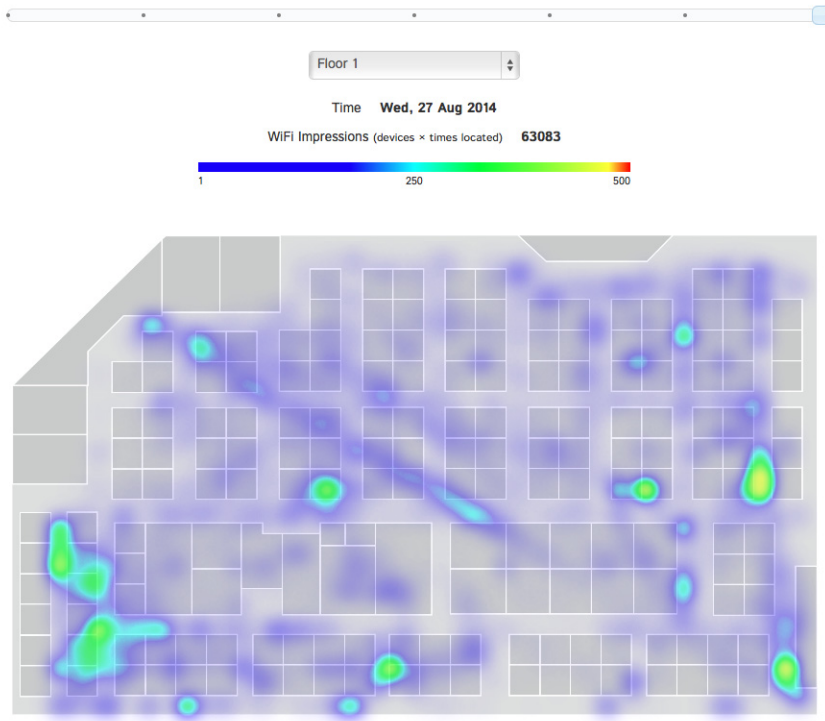 Floor 1
Time Wed, 27 Aug 2014
WiFi Impressions (devices × times located) 63083
1 250 500